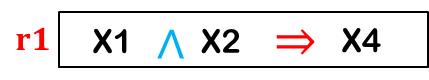 r1 X1 ⋀ X2 ⇒ X4